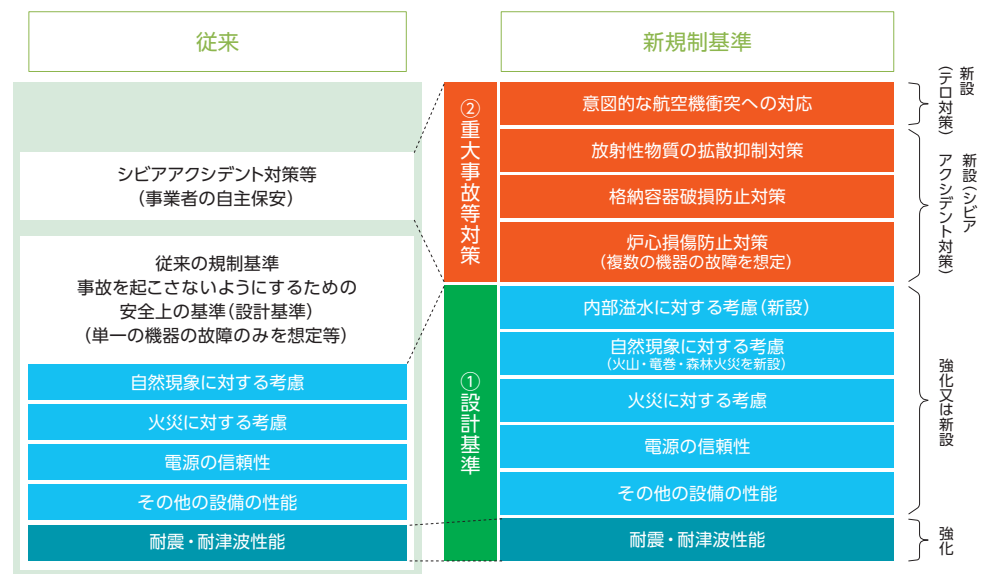 従来
シビアアクシデント対策等
(事業者の自主保安)
従来の規制基準
事故を起こさないようにするための
安全上の基準(設計基準)
(単一の機器の故障のみを想定等)
自然現象に対する考慮
火災に対する考慮
電源の信頼性
その他の設備の性能
耐震・耐津波性能
新規制基準
②重大事故等対策
意図的な航空機衝突への対応
放射性物質の拡散抑制対策
格納容器破損防止対策
炉心損傷防止対策
(複数の機器の故障を想定)
①設計基準
内部溢水に対する考慮(新設)
自然現象に対する考慮
(火山・竜巻・森林火災を新設)
火災に対する考慮
電源の信頼性
その他の設備の性能
耐震・耐津波性能
新設
(テロ対策)
新設(シビア
アクシデント対策)
強化又は新設
強化